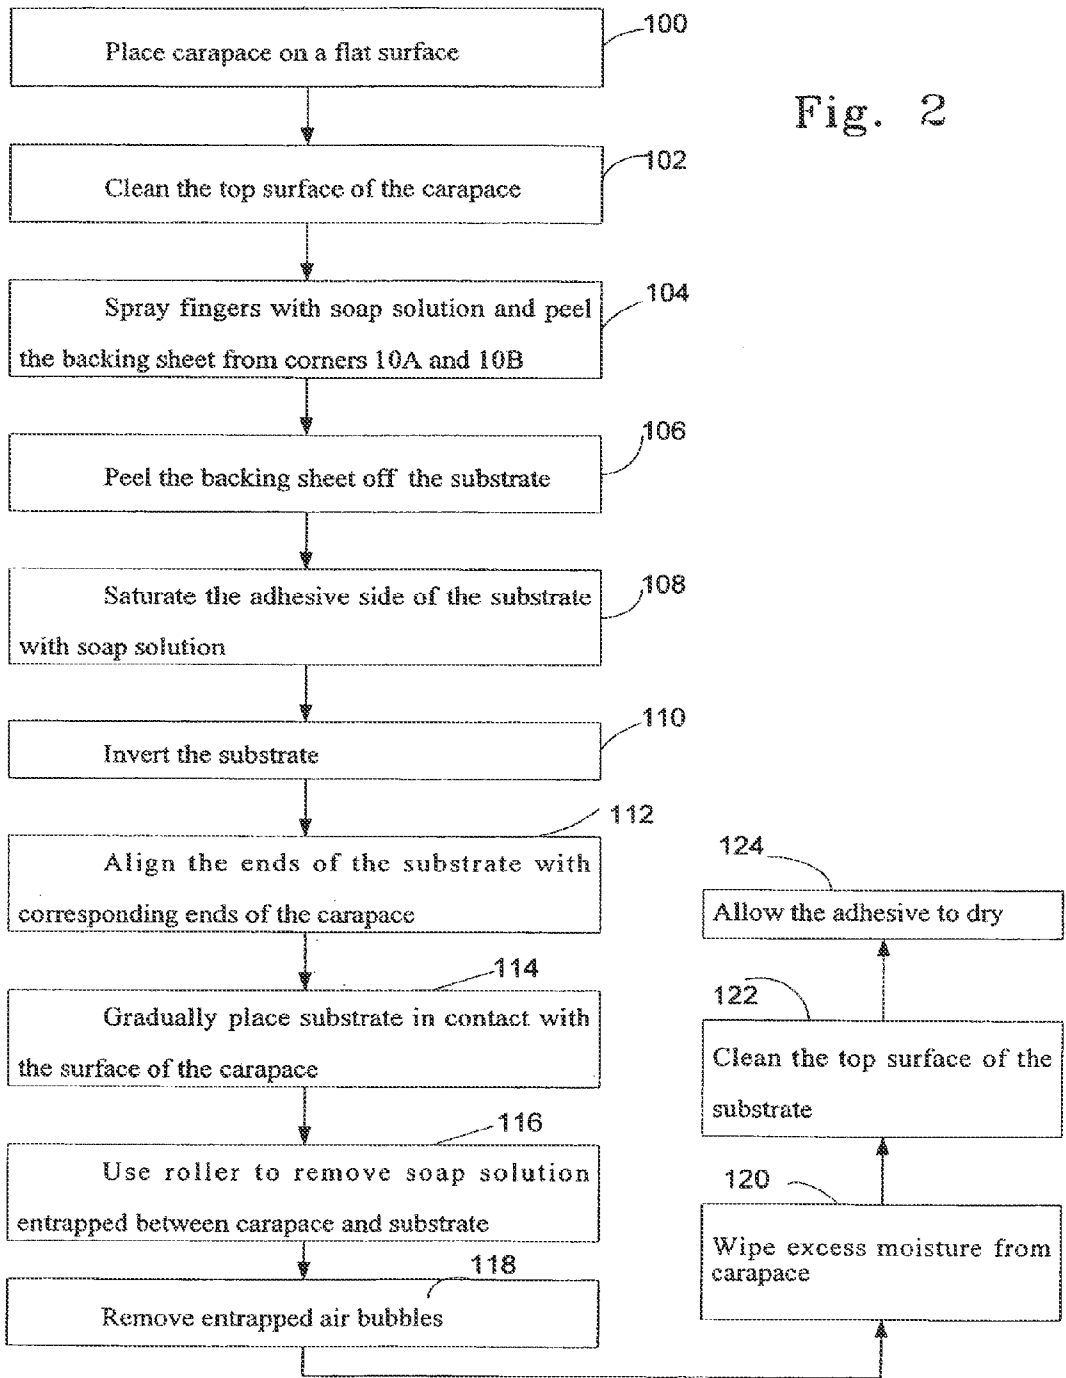 100
Place carapace on a flat surface
Fig. 2
102
Clean the top surface of the carapace
104
Spray fingers with soap solution and peel
the backing sheet from corners 10A and 10B
106
Peel the backing sheet off the substrate
108
Saturate the adhesive side of the substrate
with soap solution
110
Invert the substrate
112
Align the ends of the substrate with
corresponding ends of the carapace
114
Gradually place substrate in contact with
the surface of the carapace
116
Use roller to remove soap solution
entrapped between carapace and substrate
118
Remove entrapped air bubbles
120
Wipe excess moisture from
carapace
122
Clean the top surface of the
substrate
124
Allow the adhesive to dry